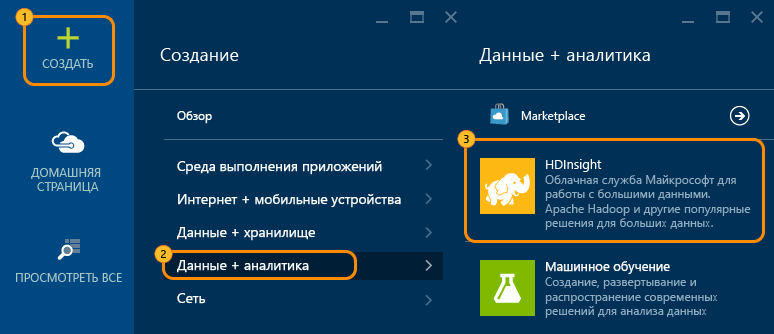 1
СОЗДАТЬ
ДОМАШНЯЯ
СТРАНИЦА
ПРОСМОТРЕТЬ ВСЕ
Создание
Обзор
Среда выполнения приложений
Интернет + мобильные устройства
Данные + хранилище
2
Данные + аналитика
Сеть
Данные + аналитика
Marketplace
3
HDInsight
Облачная служба Майкрософт для
работы с большими данными.
Apache Hadoop и другие популярные
решения для больших данных.
Машинное обучение
Создание, развертывание и
распространение современных
решений для анализа данных